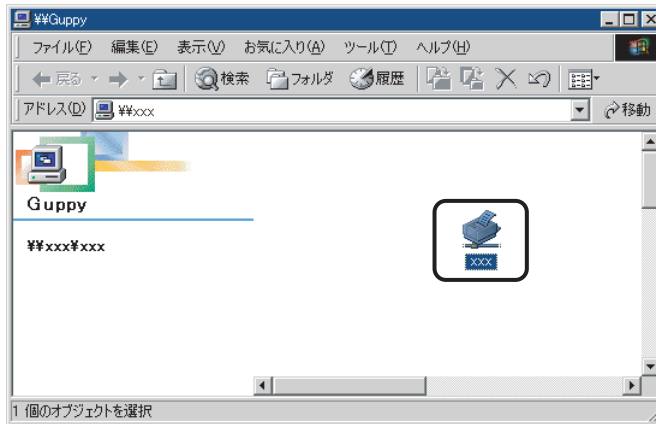 ¥¥Guppy
ファイル(F) 編集(E) 表示(V) お気に入り(A) ツール(T) ヘルプ(H)
戻る 検索 フォルダ 履歴
アドレス(D) ¥¥xxx 移動
Guppy
¥¥xxx¥xxx
xxx
1 個のオブジェクトを選択